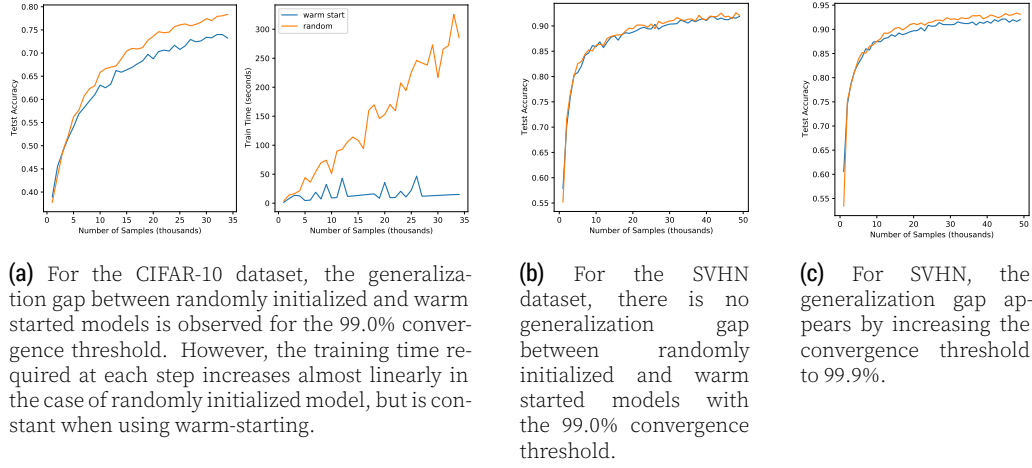 0.80
0.75
0.70
0.65
0.60
0.55
0.50
0.45
0.40
Tetst Accuracy
0 5 10 15 20 25 30 35
Number of Samples (thousands)
warm start
random
300
250
200
150
100
50
0
Train Time (seconds)
0 5 10 15 20 25 30 35
Number of Samples (thousands)
0.90
0.85
0.80
0.75
0.70
0.65
0.60
0.55
Tetst Accuracy
0 10 20 30 40 50
Number of Samples (thousands)
0.95
0.90
0.85
0.80
0.75
0.70
0.65
0.60
0.55
Tetst Accuracy
0 10 20 30 40 50
Number of Samples (thousands)
(a) For the CIFAR-10 dataset, the generaliza-
tion gap between randomly initialized and warm
started models is observed for the 99.0% conver-
gence threshold. However, the training time re-
quired at each step increases almost linearly in
the case of randomly initialized model, but is con-
stant when using warm-starting.
(b) For the SVHN
dataset, there is no
generalization gap
between randomly
initialized and warm
started models with
the 99.0% convergence
threshold.
(c) For SVHN, the
generalization gap ap-
pears by increasing the
convergence threshold
to 99.9%.